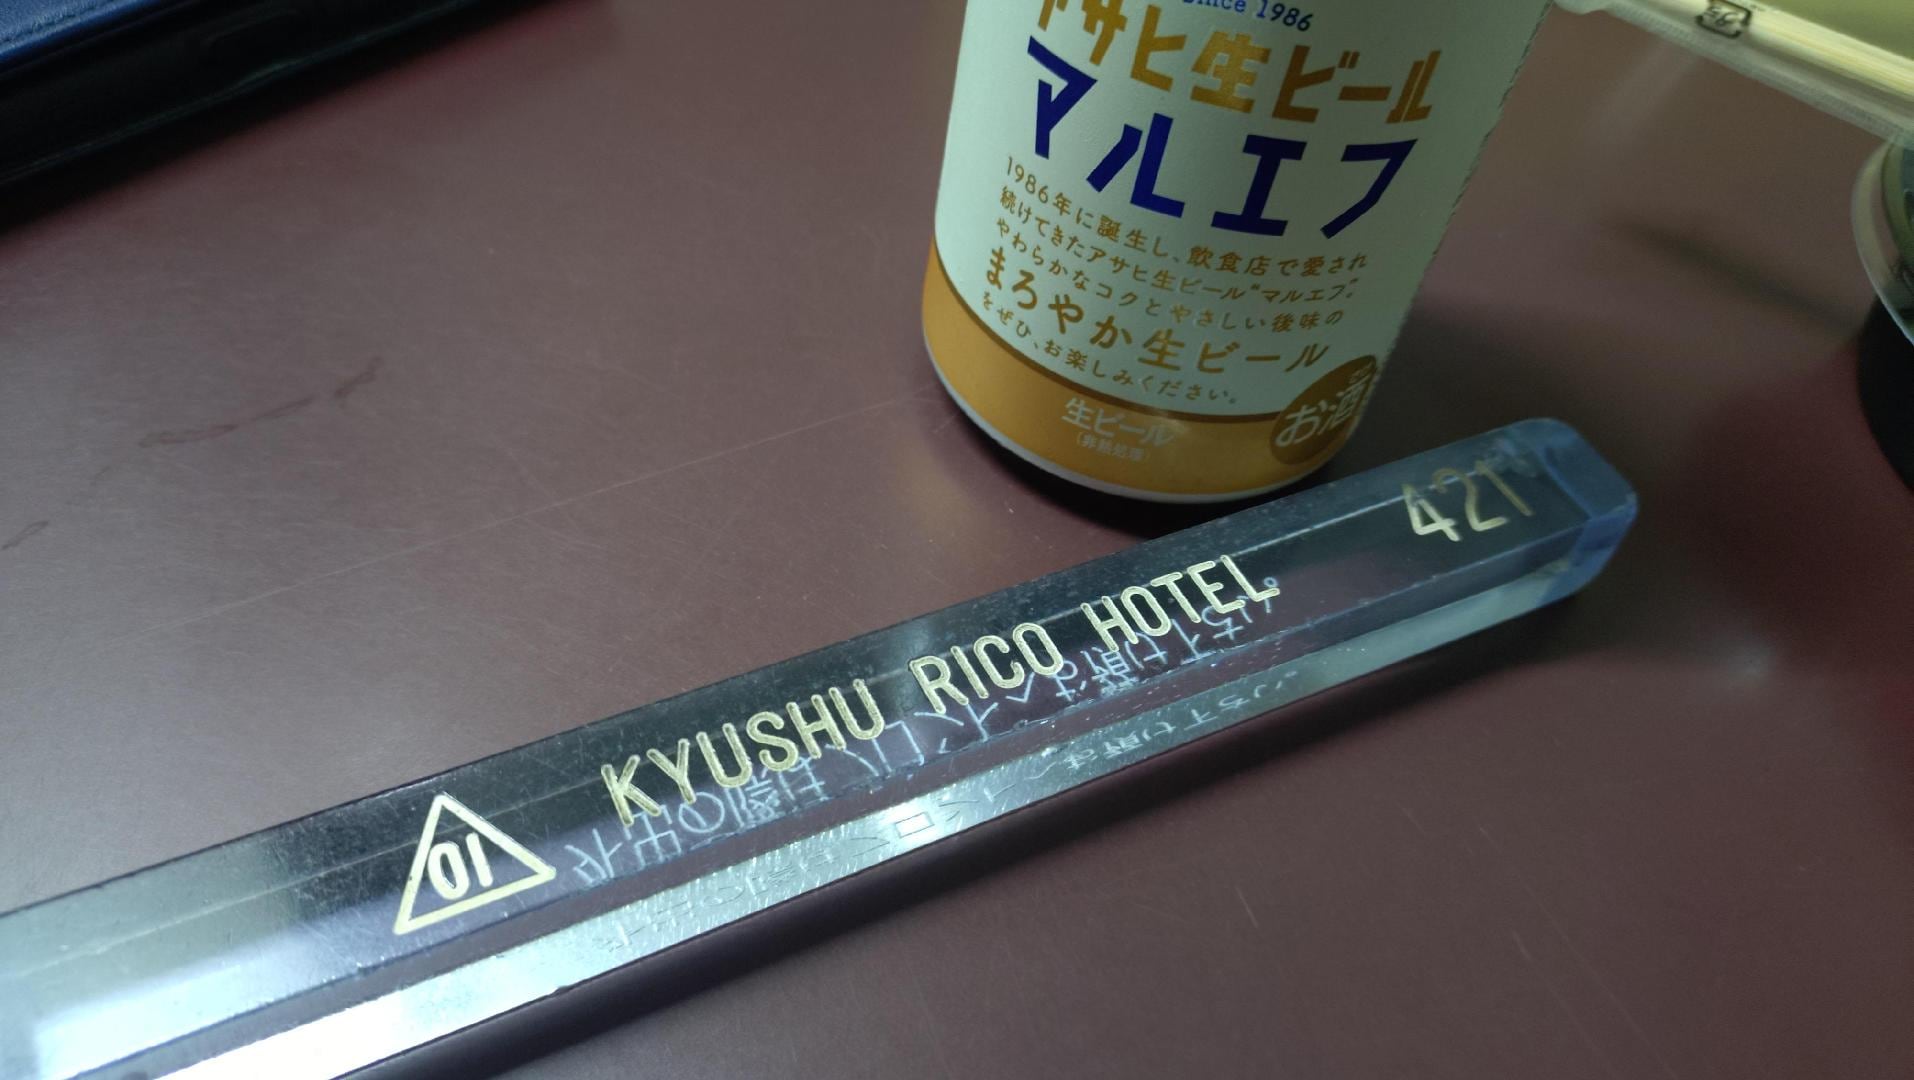 Since 1986
アサヒ生ビール
マルエフ
1986年に誕生し、飲食店で愛され
続けてきたアサヒ生ビール“マルエフ”。
やわらかなコクとやさしい後味の
まろやか生ビール
をぜひ、お楽しみください。
生ビール
(非熱処理)
お酒
421
KYUSHU RICO HOTEL
01